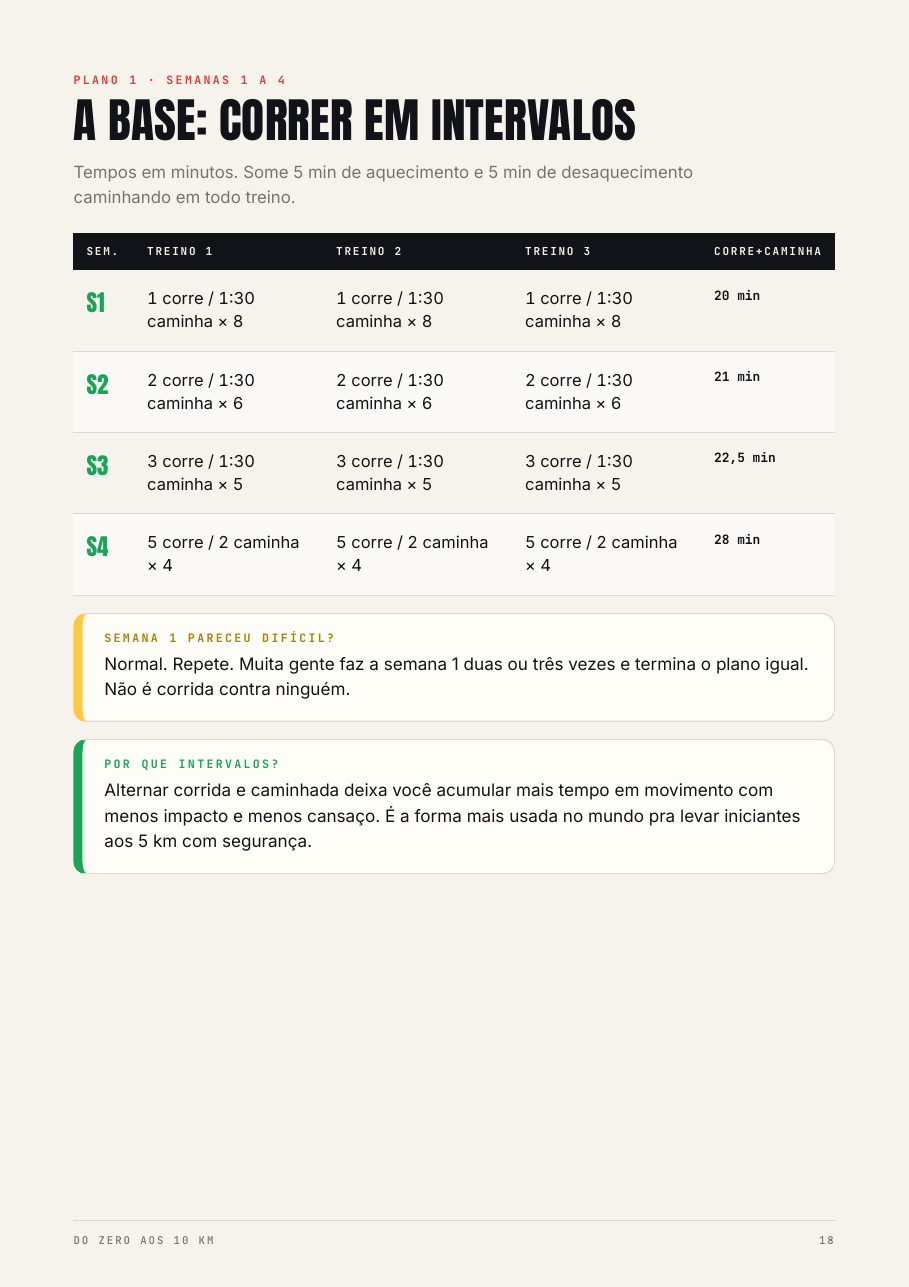 PLANO 1 · SEMANAS 1 A 4
A BASE: CORRER EM INTERVALOS
Tempos em minutos. Some 5 min de aquecimento e 5 min de desaquecimento
caminhando em todo treino.
SEM. TREINO 1 TREINO 2 TREINO 3 CORRE+CAMINHA
S1 1 corre / 1:30 1 corre / 1:30 1 corre / 1:30 20 min
caminha × 8 caminha × 8 caminha × 8
S2 2 corre / 1:30 2 corre / 1:30 2 corre / 1:30 21 min
caminha × 6 caminha × 6 caminha × 6
S3 3 corre / 1:30 3 corre / 1:30 3 corre / 1:30 22,5 min
caminha × 5 caminha × 5 caminha × 5
S4 5 corre / 2 caminha 5 corre / 2 caminha 5 corre / 2 caminha 28 min
× 4 × 4 × 4
SEMANA 1 PARECEU DIFÍCIL?
Normal. Repete. Muita gente faz a semana 1 duas ou três vezes e termina o plano igual.
Não é corrida contra ninguém.
POR QUE INTERVALOS?
Alternar corrida e caminhada deixa você acumular mais tempo em movimento com
menos impacto e menos cansaço. É a forma mais usada no mundo pra levar iniciantes
aos 5 km com segurança.
DO ZERO AOS 10 KM 18